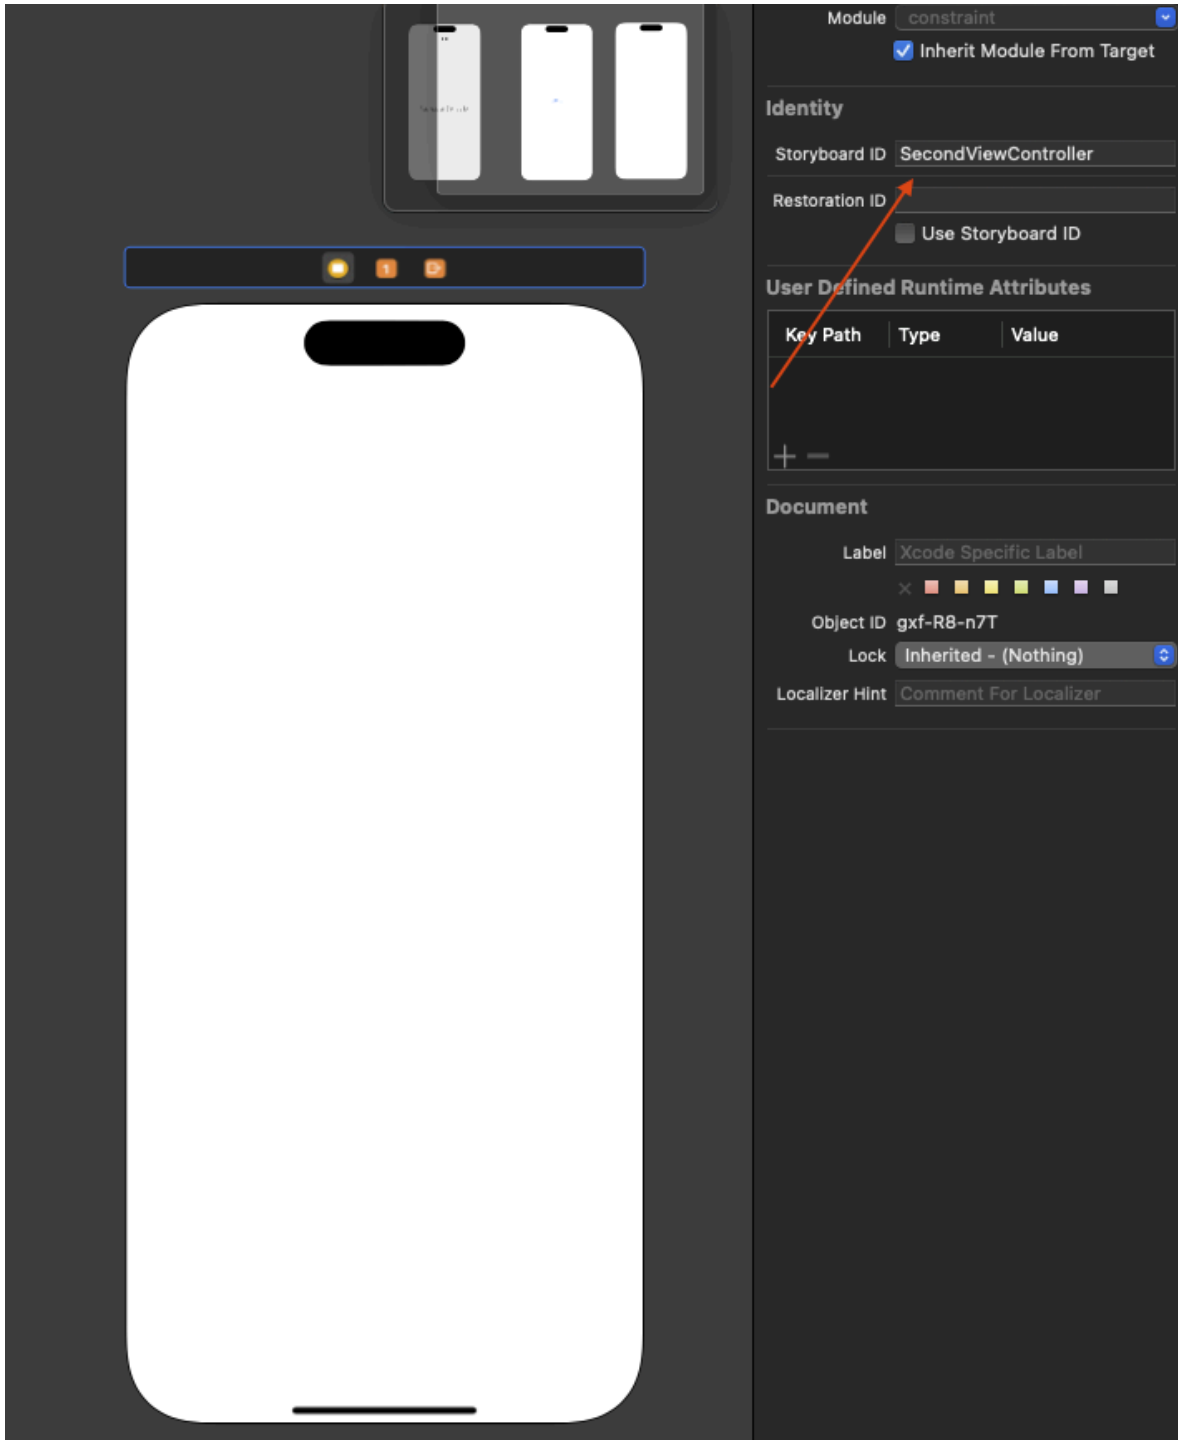 Module constraint
Inherit Module From Target
Identity
Storyboard ID SecondViewController
Restoration ID
Use Storyboard ID
User Defined Runtime Attributes
Key Path Type Value
Document
Label Xcode Specific Label
Object ID gxf-R8-n7T
Lock Inherited - (Nothing)
Localizer Hint Comment For Localizer
1